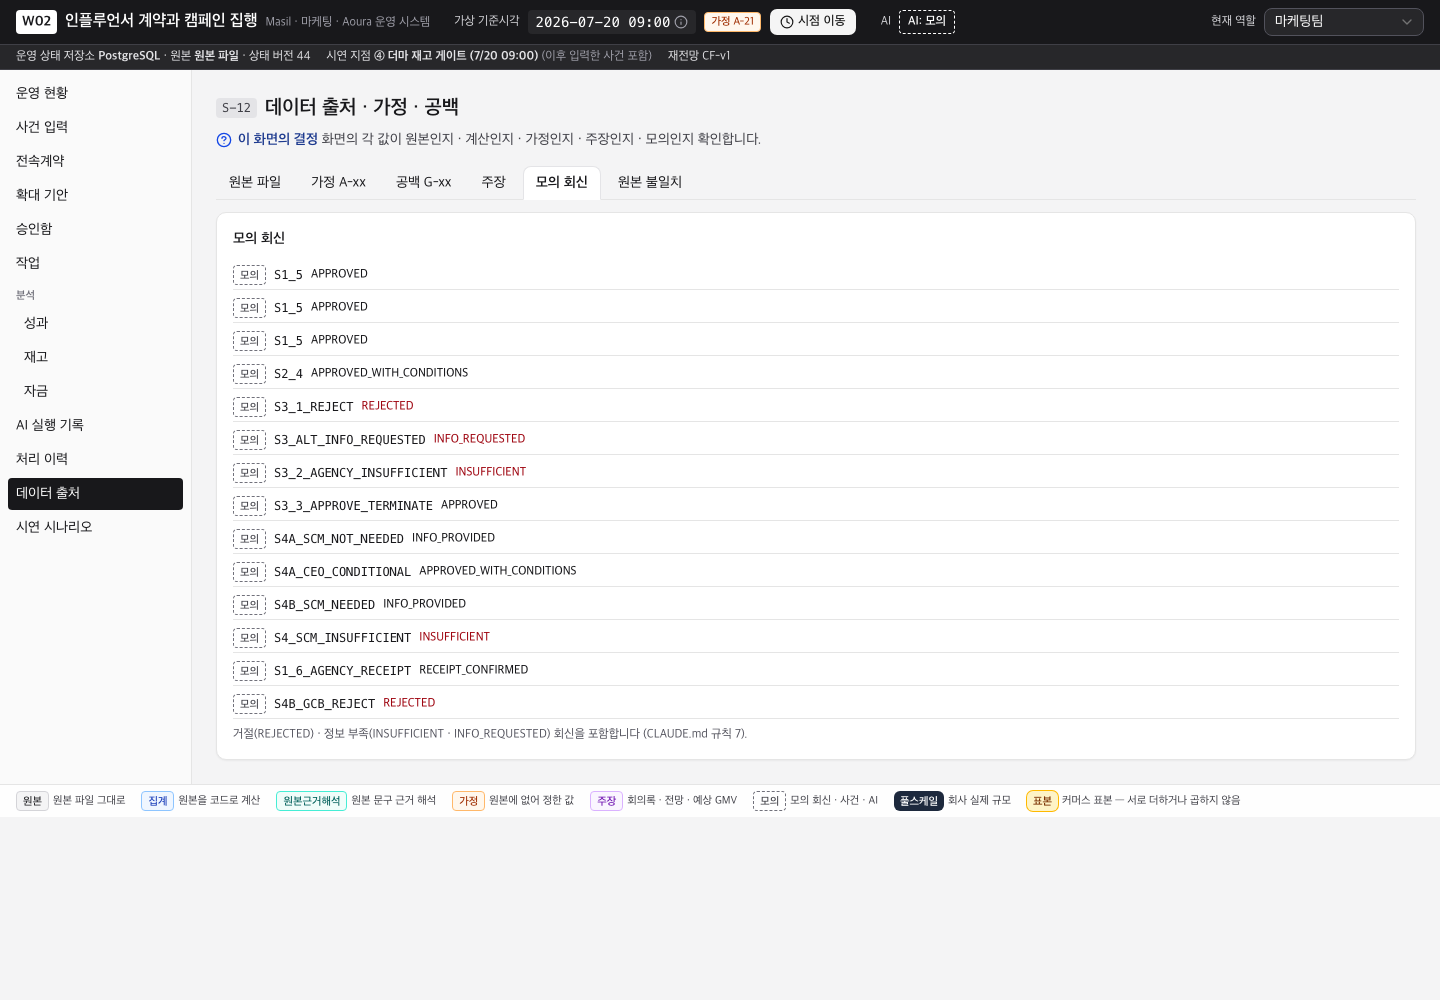 W02 인플루언서 계약과 캠페인 집행 Masil · 마케팅 · Aoura 운영 시스템 가상 기준시각 2026-07-20 09:00 가정 A-21 시점 이동 AI AI: 모의 현재 역할 마케팅팀
운영 상태 저장소 PostgreSQL · 원본 원본 파일 · 상태 버전 44 시연 지점 ④ 더마 재고 게이트 (7/20 09:00) (이후 입력한 사건 포함) 재전망 CF-v1
운영 현황
사건 입력
전속계약
확대 기안
승인함
작업
분석
성과
재고
자금
AI 실행 기록
처리 이력
데이터 출처
시연 시나리오
S-12 데이터 출처 · 가정 · 공백
이 화면의 결정 화면의 각 값이 원본인지 · 계산인지 · 가정인지 · 주장인지 · 모의인지 확인합니다.
원본 파일 가정 A-xx 공백 G-xx 주장 모의 회신 원본 불일치
모의 회신
모의 S1_5 APPROVED
모의 S1_5 APPROVED
모의 S1_5 APPROVED
모의 S2_4 APPROVED_WITH_CONDITIONS
모의 S3_1_REJECT REJECTED
모의 S3_ALT_INFO_REQUESTED INFO_REQUESTED
모의 S3_2_AGENCY_INSUFFICIENT INSUFFICIENT
모의 S3_3_APPROVE_TERMINATE APPROVED
모의 S4A_SCM_NOT_NEEDED INFO_PROVIDED
모의 S4A_CEO_CONDITIONAL APPROVED_WITH_CONDITIONS
모의 S4B_SCM_NEEDED INFO_PROVIDED
모의 S4_SCM_INSUFFICIENT INSUFFICIENT
모의 S1_6_AGENCY_RECEIPT RECEIPT_CONFIRMED
모의 S4B_GCB_REJECT REJECTED
거절(REJECTED) · 정보 부족(INSUFFICIENT · INFO_REQUESTED) 회신을 포함합니다 (CLAUDE.md 규칙 7).
원본 원본 파일 그대로 집계 원본을 코드로 계산 원본근거해석 원본 문구 근거 해석 가정 원본에 없어 정한 값 주장 회의록 · 전망 · 예상 GMV 모의 모의 회신 · 사건 · AI 풀스케일 회사 실제 규모 표본 커머스 표본 — 서로 더하거나 곱하지 않음